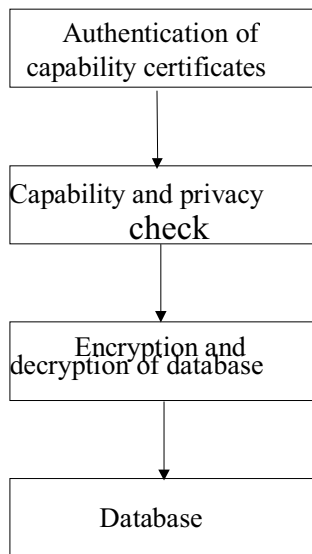 Authentication of
capability certificates
Capability and privacy
check
Encryption and
decryption of database
Database